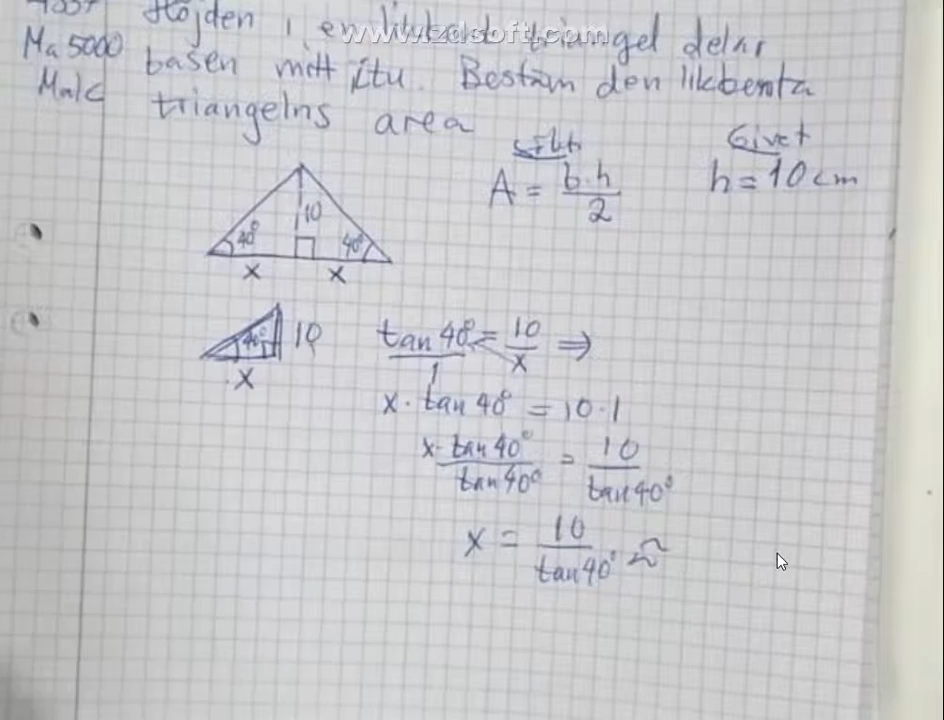 Höjden i en likbent triangel delar
Ma 5000 basen mitt itu. Bestäm den likbenta
triangelns area
www.zdsoft.com
Givet
A = b·h/2 h = 10 cm
10
40° 40°
x x
40° 10 tan 40°/1 = 10/x ⇒
x
x · tan 40° = 10·1
x·tan 40°/tan 40° = 10/tan 40°
x = 10/tan 40° ≈